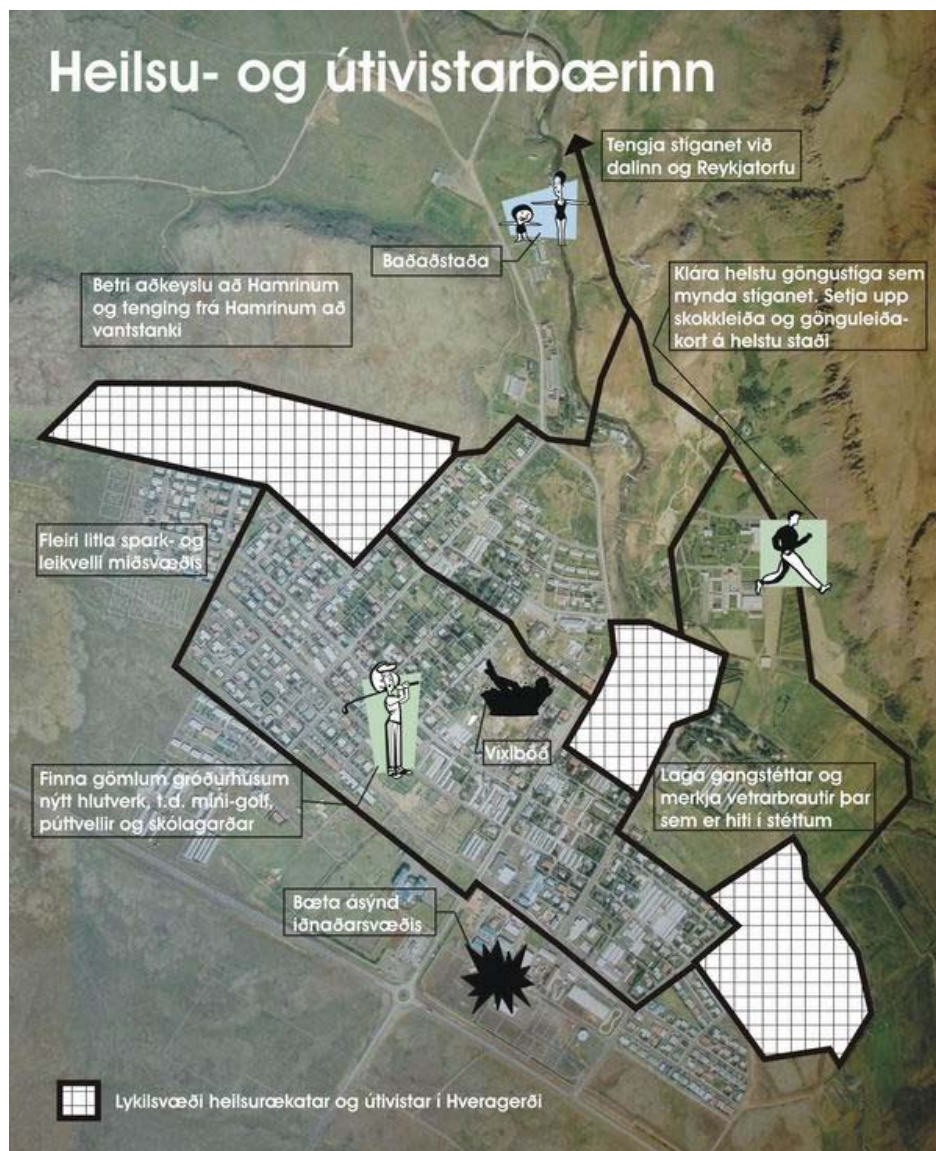 Heilsu- og útivistarbærinn
Tengja stíganet við
dalinn og Reykjatorfu
Baðaðstaða
Betri aðkeyslu að Hamrinum
og tenging frá Hamrinum að
vantstanki
Klára helstu göngustíga sem
mynda stíganet. Setja upp
skokkleiða og gönguleiða-
kort á helstu staði
Fleiri litla spark- og
leikvelli miðsvæðis
Víxlböð
Finna gömlum gróðurhúsum
nýtt hlutverk, t.d. mini-golf,
púttvellir og skólagarðar
Laga gangstéttar og
merkja vetrarbrautir þar
sem er hiti í stéttum
Bæta ásýnd
iðnaðarsvæðis
Lykilsvæði heilsurækatar og útivistar í Hveragerði